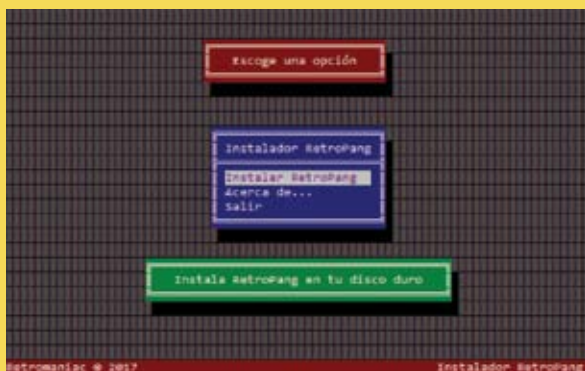 Escoge una opción
Instalador RetroPang
Instalar RetroPang
Acerca de...
Salir
Instala RetroPang en tu disco duro
Retromaniac © 2017 Instalador RetroPang